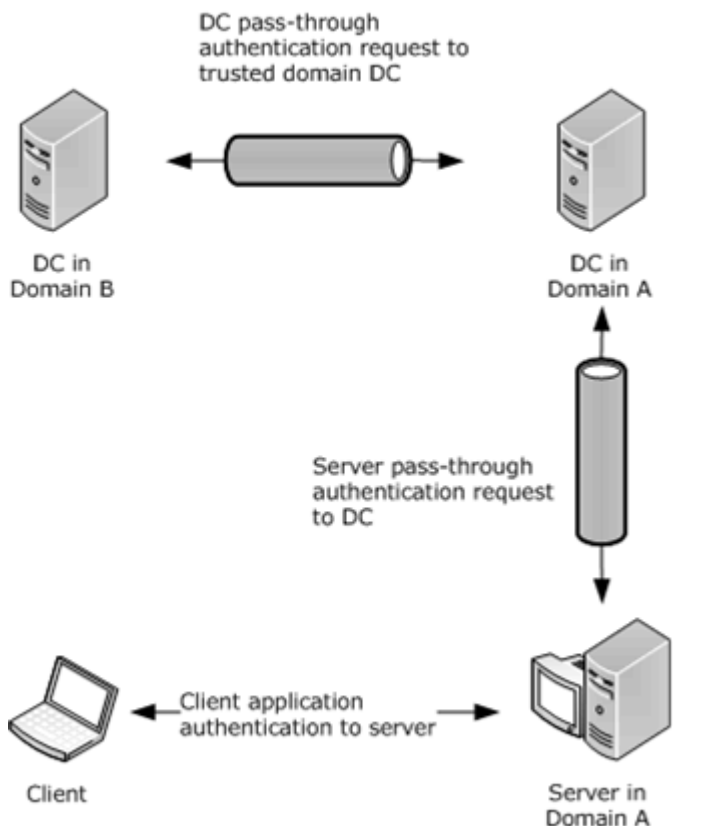 DC pass-through
authentication request to
trusted domain DC
DC in
Domain B
DC in
Domain A
Server pass-through
authentication request
to DC
Client application
authentication to server
Client
Server in
Domain A